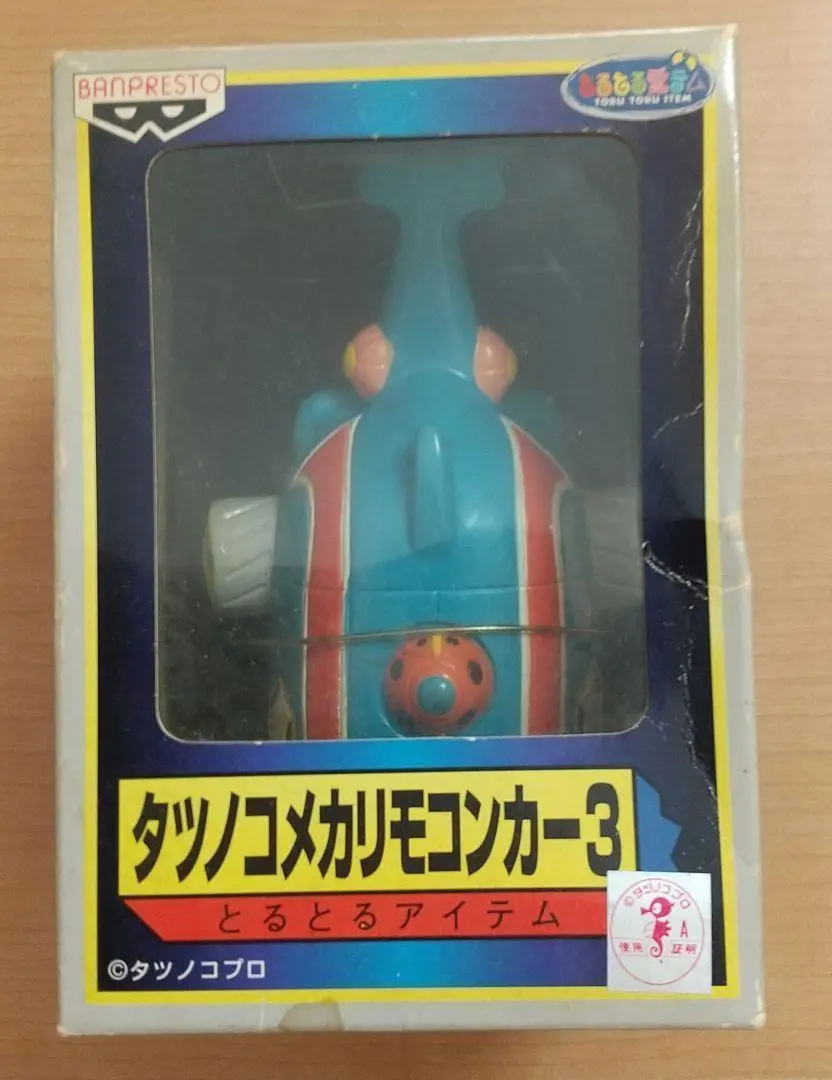 BANPRESTO
とるとる愛テム
TORU TORU ITEM
タツノコメカリモコンカー3
とるとるアイテム
©タツノコプロ
©タツノコプロ
A
使用 証明